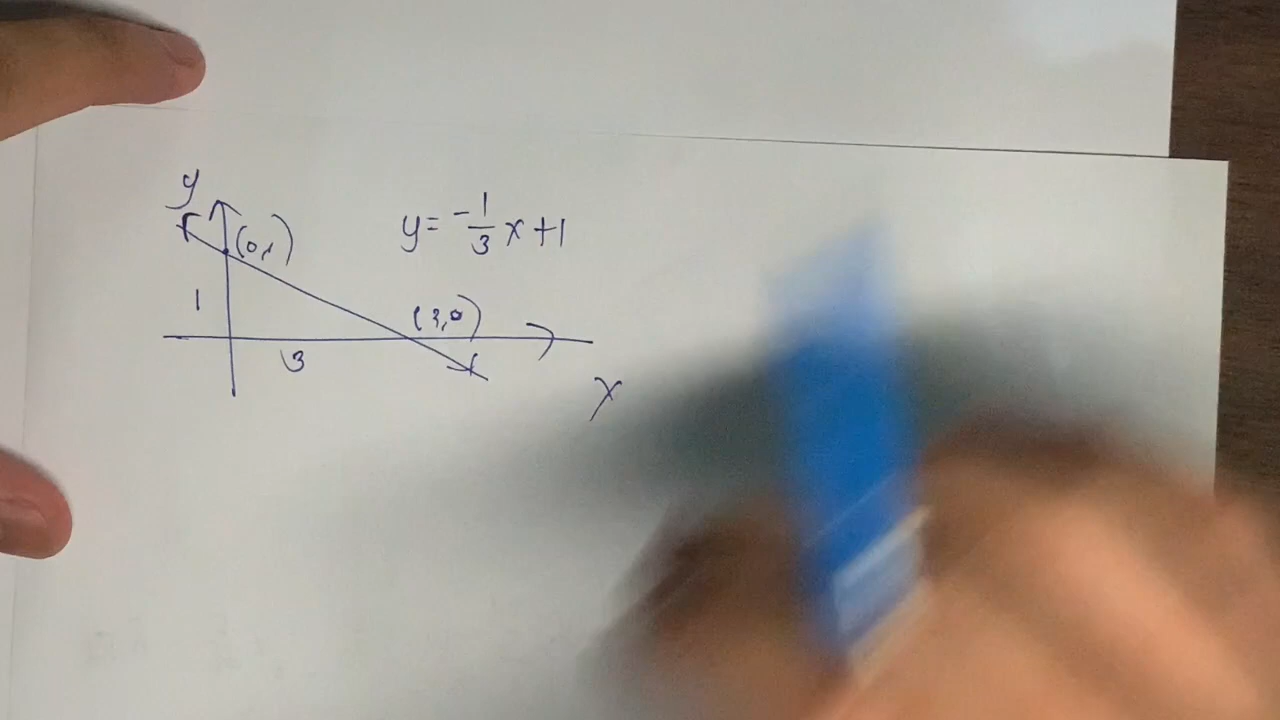 y
(0,1)
y = -1/3 x + 1
1
(3,0)
3
x